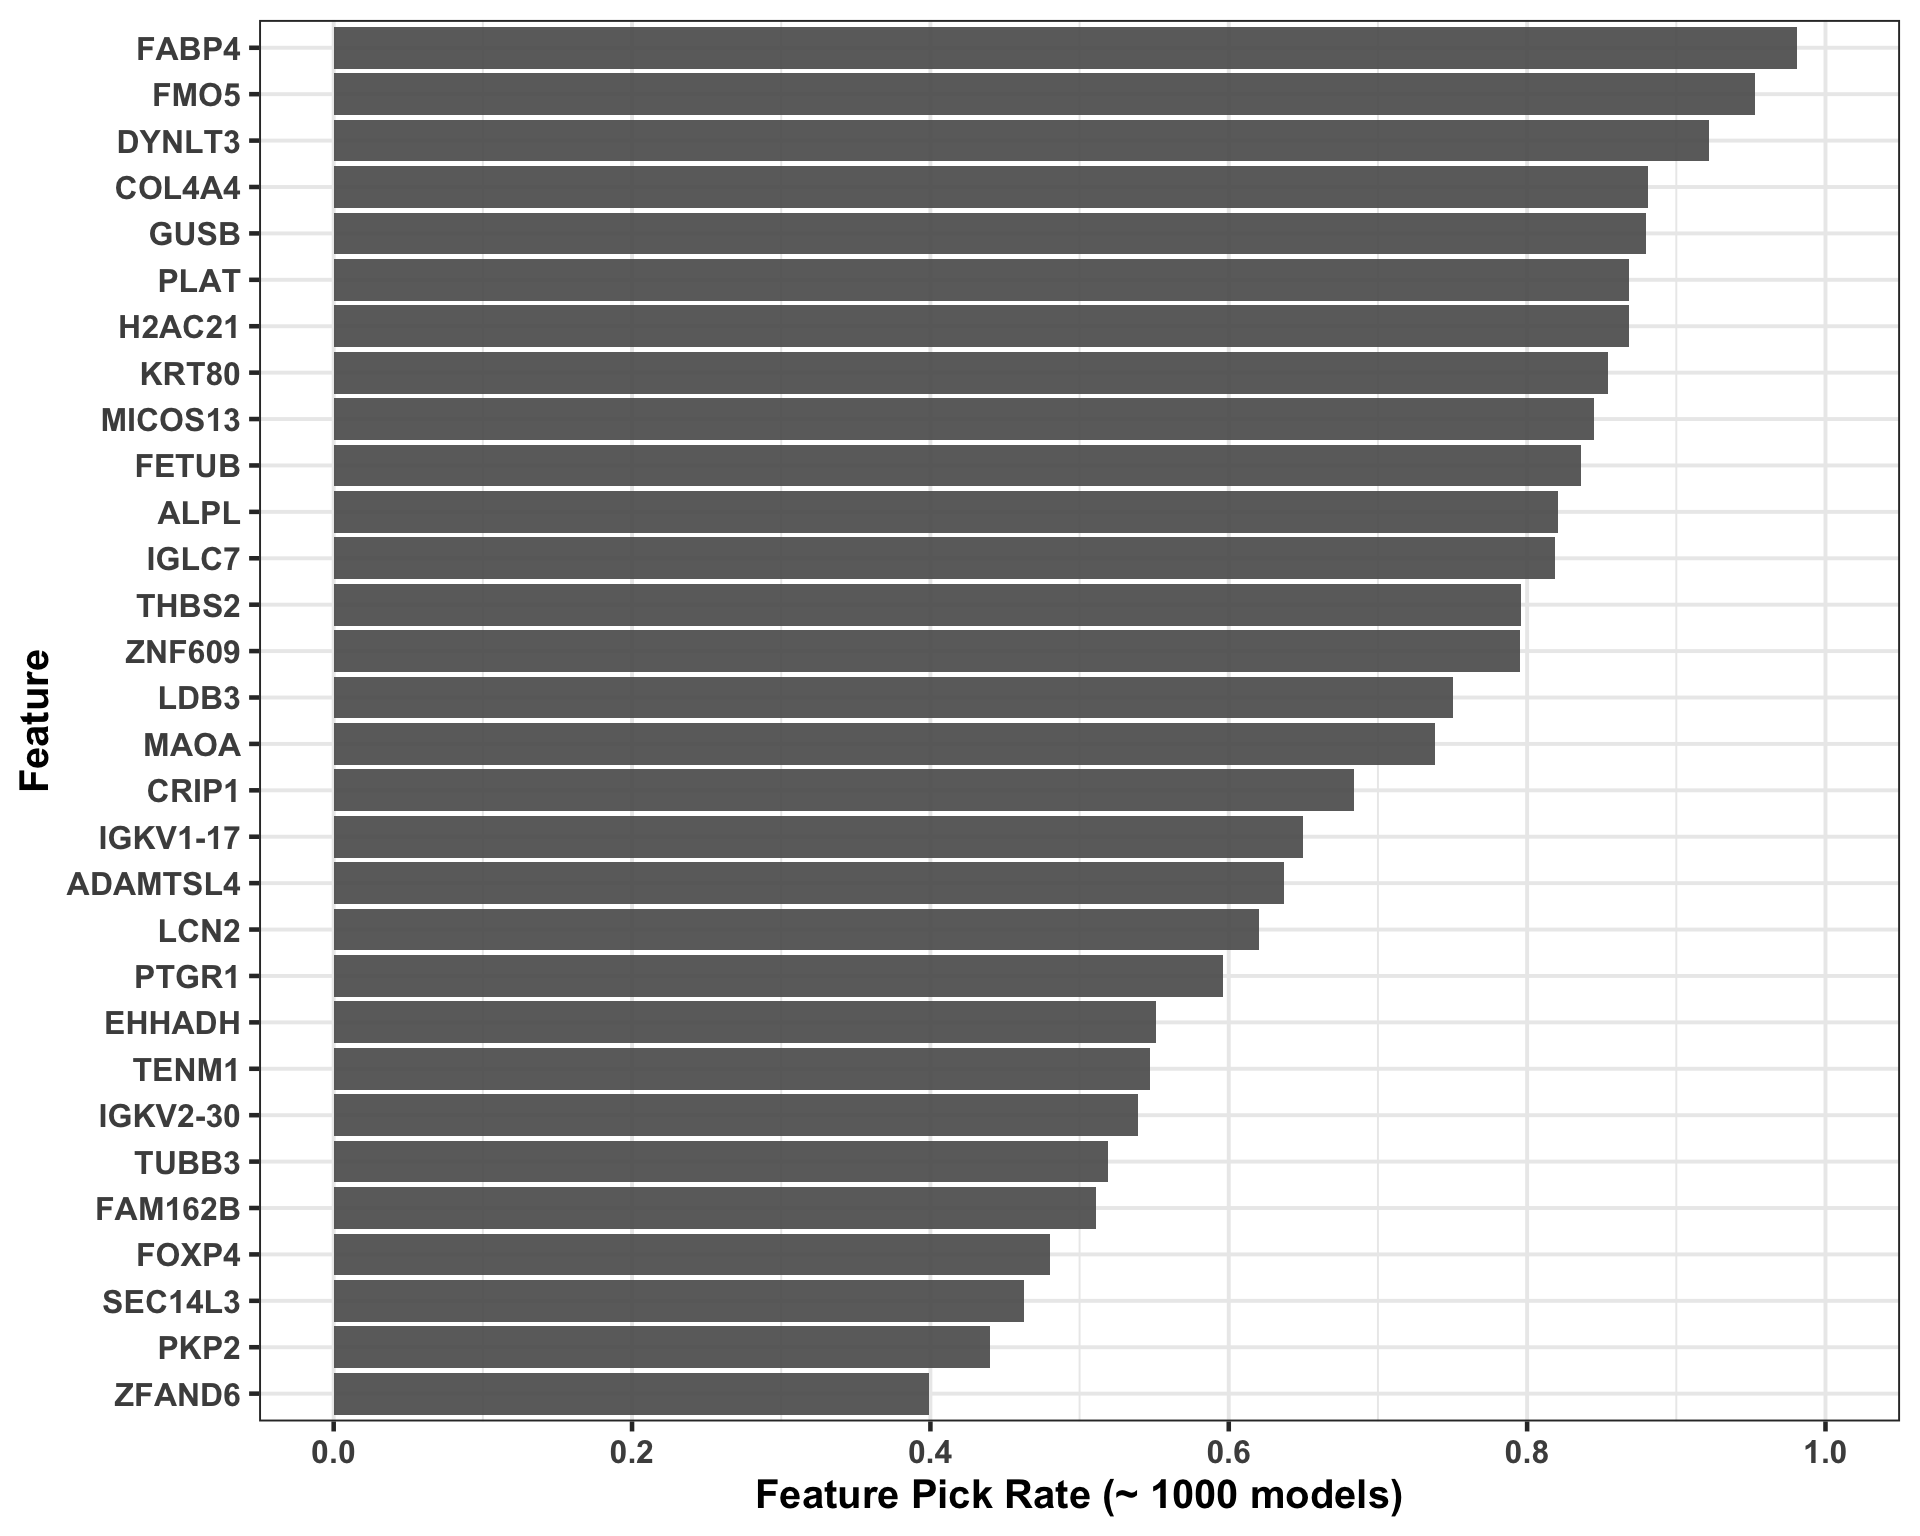 FABP4
FMO5
DYNLT3
COL4A4
GUSB
PLAT
H2AC21
KRT80
MICOS13
FETUB
ALPL
IGLC7
THBS2
ZNF609
LDB3
MAOA
CRIP1
IGKV1-17
ADAMTSL4
LCN2
PTGR1
EHHADH
TENM1
IGKV2-30
TUBB3
FAM162B
FOXP4
SEC14L3
PKP2
ZFAND6
Feature
0.0 0.2 0.4 0.6 0.8 1.0
Feature Pick Rate (~ 1000 models)